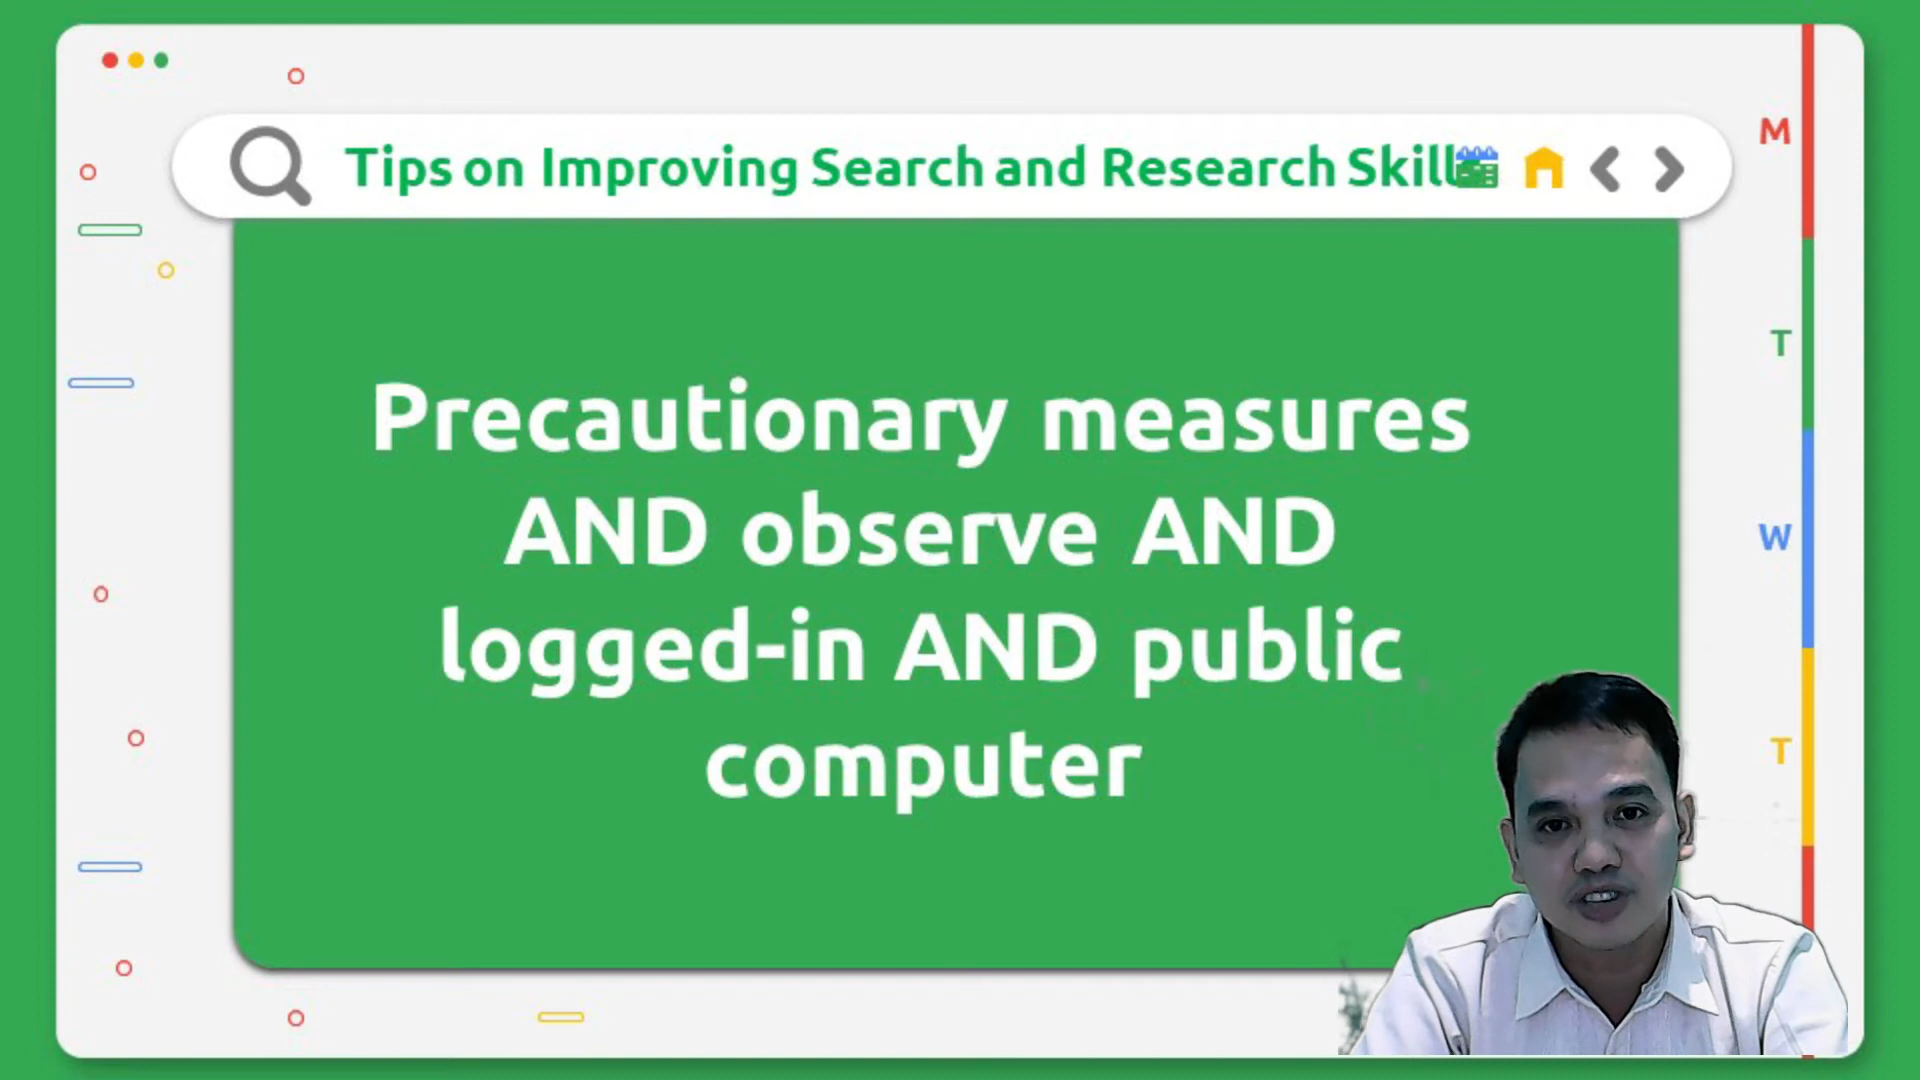 Tips on Improving Search and Research Skill
M
T
Precautionary measures
AND observe AND
logged-in AND public
computer
W
T